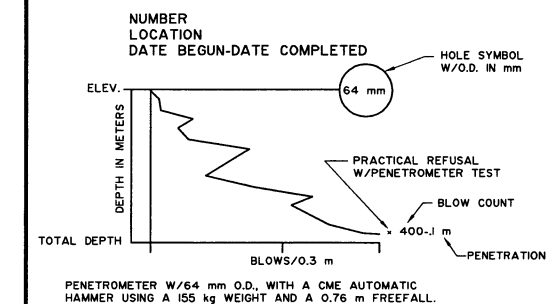 NUMBER
LOCATION
DATE BEGUN-DATE COMPLETED
HOLE SYMBOL
W/O.D. IN mm
ELEV.
64 mm
DEPTH IN METERS
PRACTICAL REFUSAL
W/PENETROMETER TEST
BLOW COUNT
400-.1 m
PENETRATION
TOTAL DEPTH
BLOWS/0.3 m
PENETROMETER W/64 mm O.D., WITH A CME AUTOMATIC
HAMMER USING A 155 kg WEIGHT AND A 0.76 m FREEFALL.